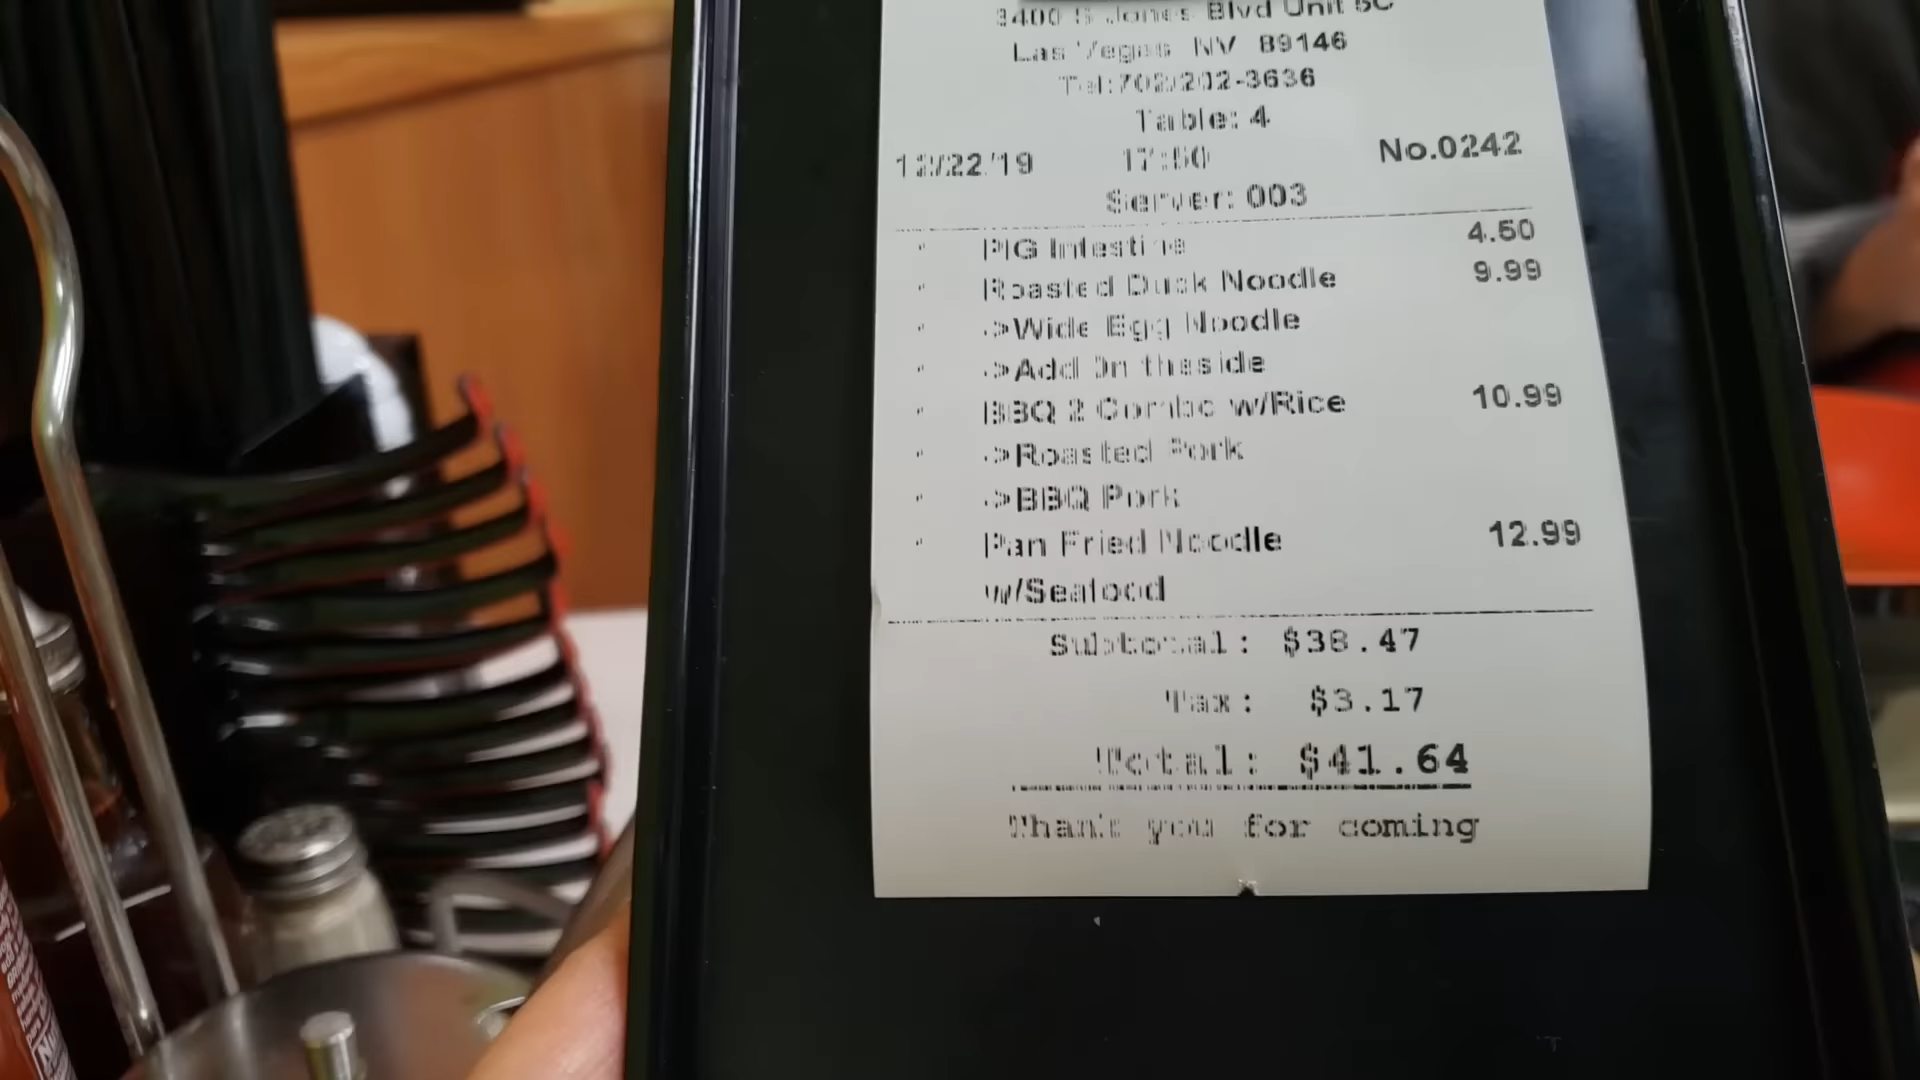 3400 S Jones Blvd Unit 5C
Las Vegas NV 89146
Tel:702/202-3636
Table: 4
12/22/19 17:50 No.0242
Server: 003
PIG Intestine 4.50
Roasted Duck Noodle 9.99
->Wide Egg Noodle
->Add On the side
BBQ 2 Combo w/Rice 10.99
->Roasted Pork
->BBQ Pork
Pan Fried Noodle 12.99
w/Seafood
Subtotal: $38.47
Tax: $3.17
Total: $41.64
Thank you for coming